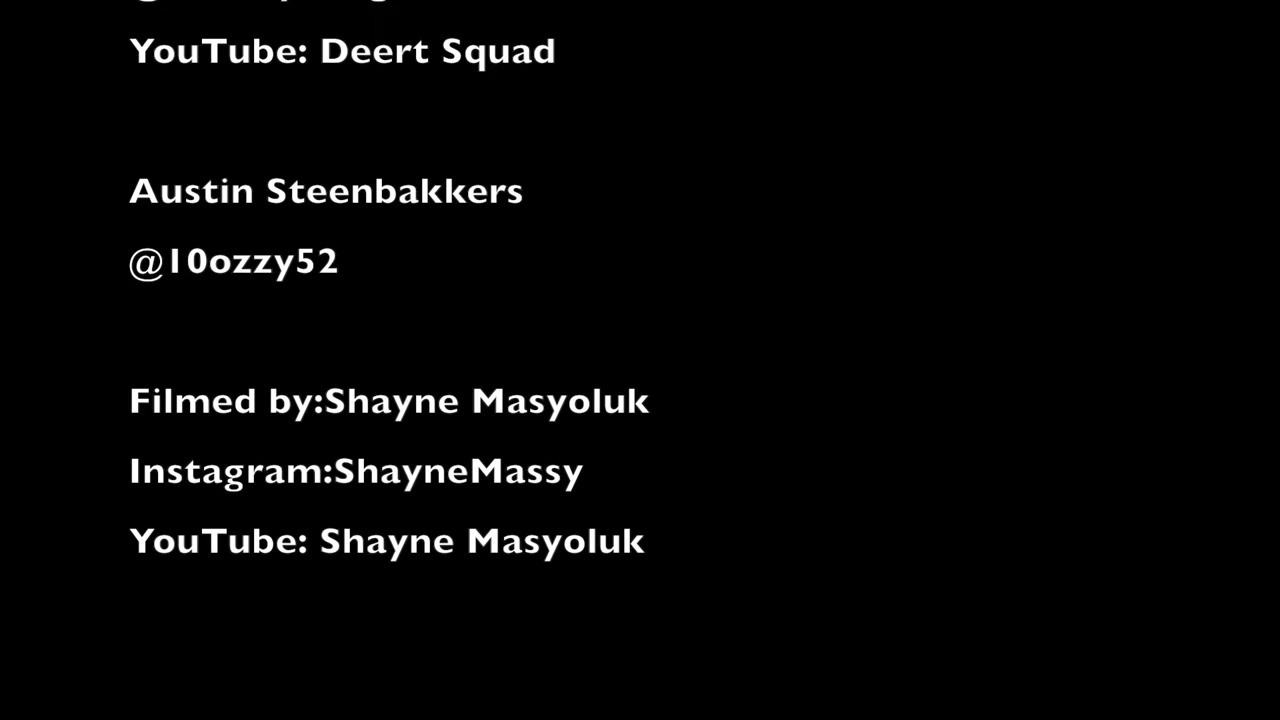 YouTube: Deert Squad
Austin Steenbakkers
@10ozzy52
Filmed by:Shayne Masyoluk
Instagram:ShayneMassy
YouTube: Shayne Masyoluk